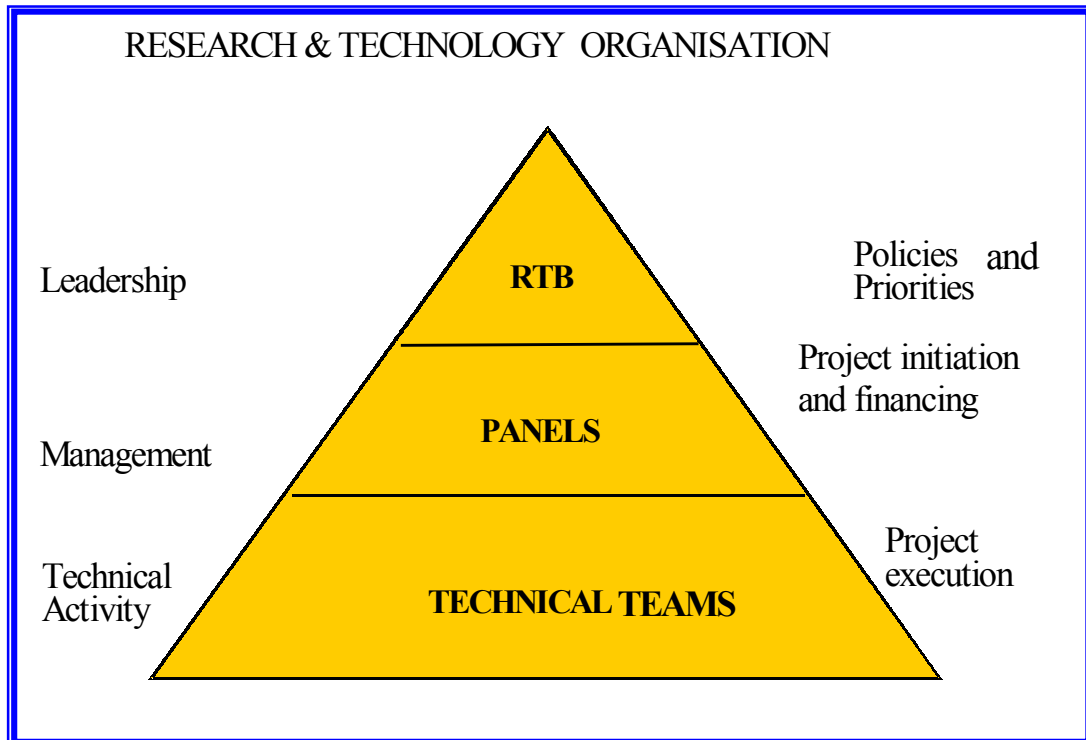 RESEARCH & TECHNOLOGY ORGANISATION
Leadership
RTB
Policies and
Priorities
Project initiation
and financing
Management
PANELS
Project
execution
Technical
Activity
TECHNICAL TEAMS